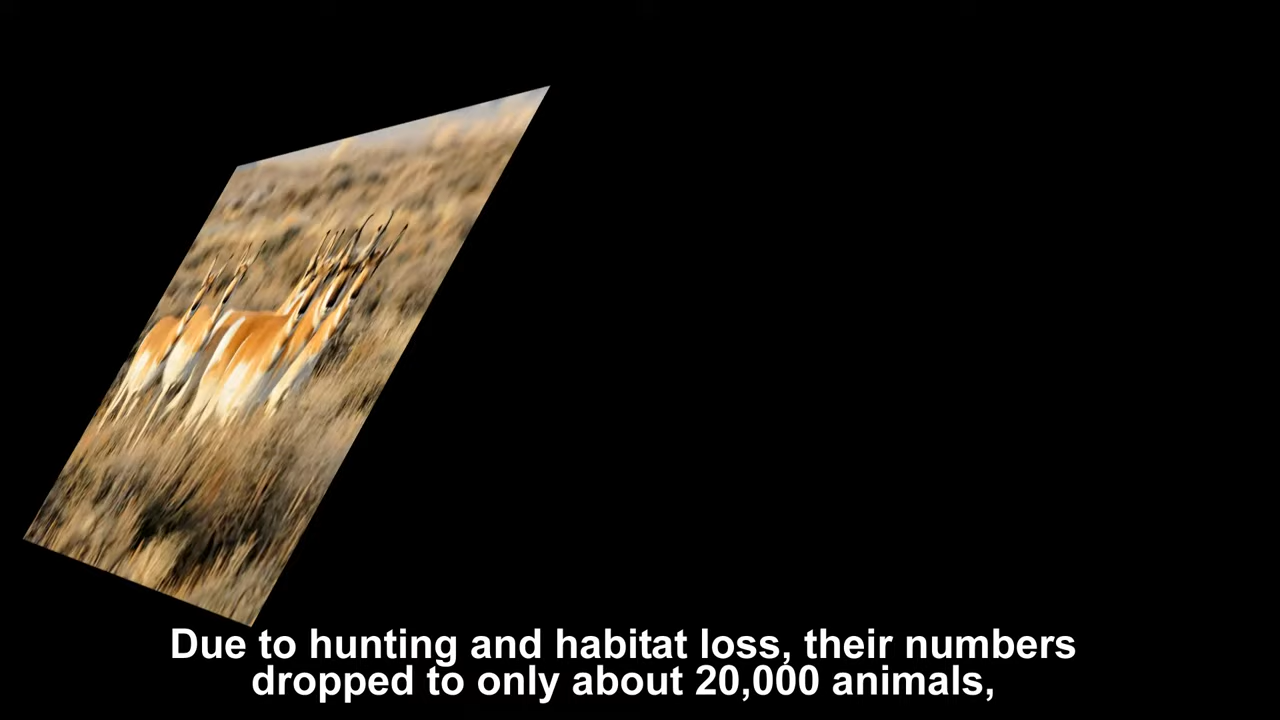 Due to hunting and habitat loss, their numbers
dropped to only about 20,000 animals,